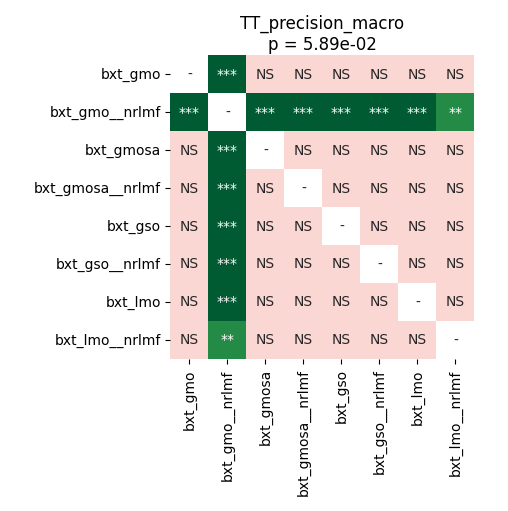 TT_precision_macro
p = 5.89e-02
bxt_gmo - *** NS NS NS NS NS NS
bxt_gmo__nrlmf *** - *** *** *** *** *** **
bxt_gmosa NS *** - NS NS NS NS NS
bxt_gmosa__nrlmf NS *** NS - NS NS NS NS
bxt_gso NS *** NS NS - NS NS NS
bxt_gso__nrlmf NS *** NS NS NS - NS NS
bxt_lmo NS *** NS NS NS NS - NS
bxt_lmo__nrlmf NS ** NS NS NS NS NS -
bxt_gmo
bxt_gmo__nrlmf
bxt_gmosa
bxt_gmosa__nrlmf
bxt_gso
bxt_gso__nrlmf
bxt_lmo
bxt_lmo__nrlmf